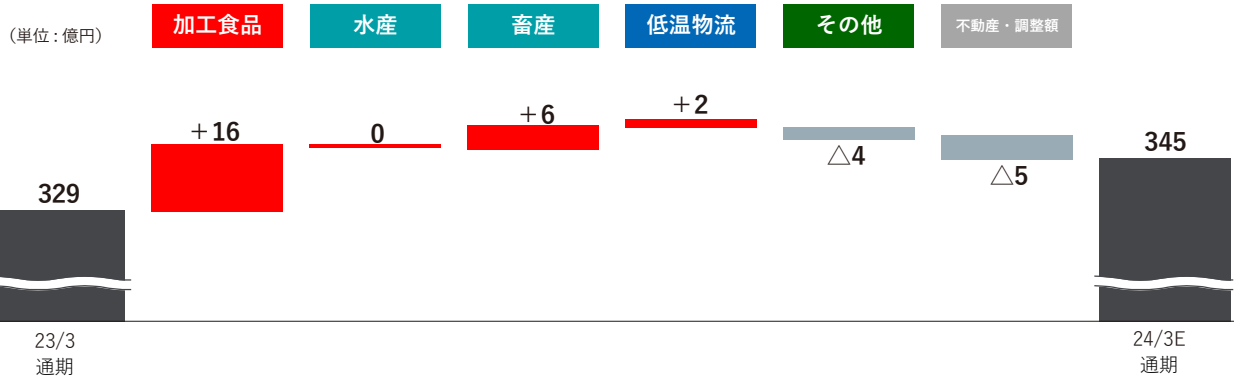 （単位：億円）
加工食品
水産
畜産
低温物流
その他
不動産・調整額
329
＋16
0
＋6
＋2
△4
△5
345
23/3
通期
24/3E
通期